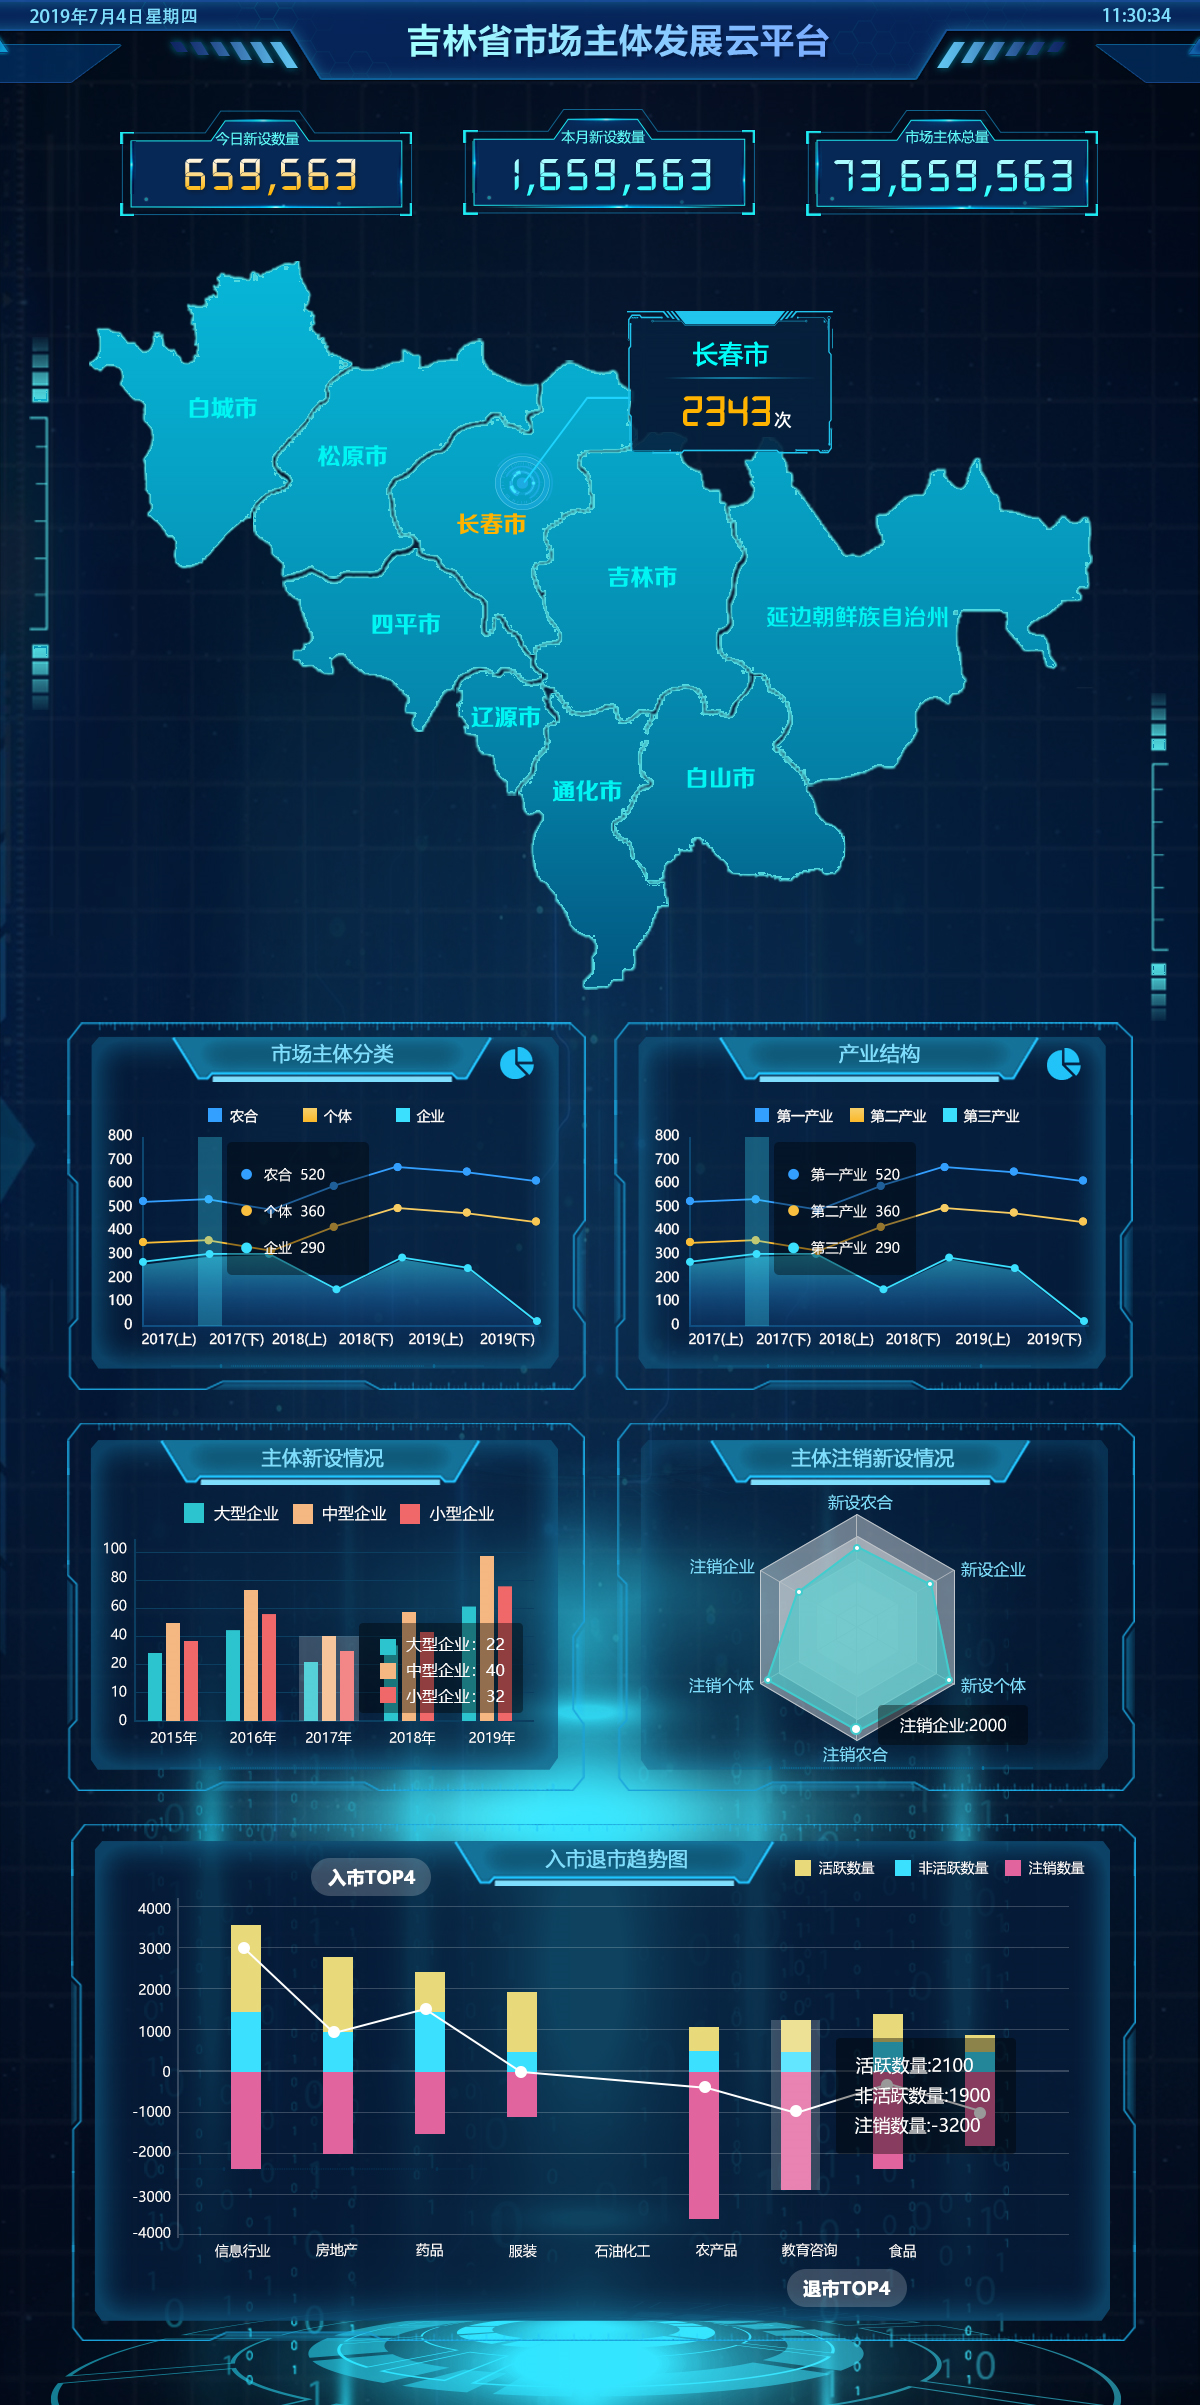 2019年7月4日星期四
吉林省市场主体发展云平台
11:30:34
今日新设数量
659,563
本月新设数量
1,659,563
市场主体总量
73,659,563
长春市
2343次
白城市
松原市
长春市
吉林市
四平市
延边朝鲜族自治州
辽源市
白山市
通化市
市场主体分类
农合 个体 企业
800
700
600
500
400
300
200
100
0
农合 520
个体 360
企业 290
2017(上) 2017(下) 2018(上) 2018(下) 2019(上) 2019(下)
产业结构
第一产业 第二产业 第三产业
800
700
600
500
400
300
200
100
0
第一产业 520
第二产业 360
第三产业 290
2017(上) 2017(下) 2018(上) 2018(下) 2019(上) 2019(下)
主体新设情况
大型企业 中型企业 小型企业
100
80
60
40
20
10
0
大型企业：22
中型企业：40
小型企业：32
2015年 2016年 2017年 2018年 2019年
主体注销新设情况
新设农合
注销企业
新设企业
注销个体
新设个体
注销企业:2000
注销农合
入市退市趋势图
入市TOP4
活跃数量 非活跃数量 注销数量
4000
3000
2000
1000
0
-1000
-2000
-3000
-4000
活跃数量:2100
非活跃数量:1900
注销数量:-3200
信息行业 房地产 药品 服装 石油化工 农产品 教育咨询 食品
退市TOP4